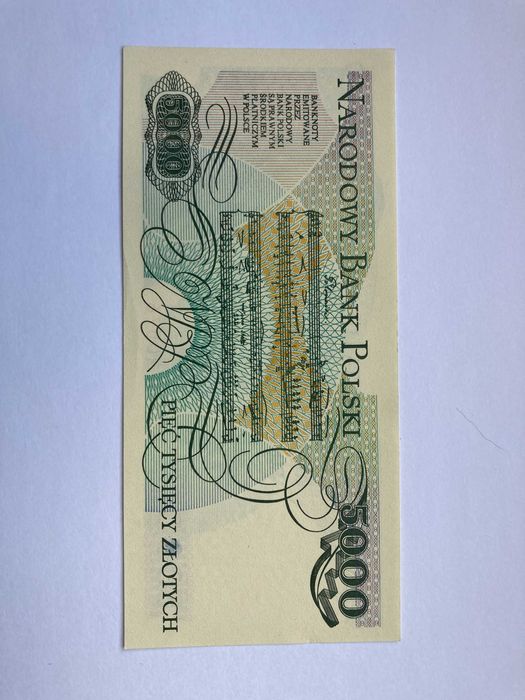 NARODOWY BANK POLSKI
BANKNOTY
EMITOWANE
PRZEZ
NARODOWY
BANK POLSKI
SĄ PRAWNYM
ŚRODKIEM
PŁATNICZYM
W POLSCE
5000
5000
PIĘĆ TYSIĘCY ZŁOTYCH